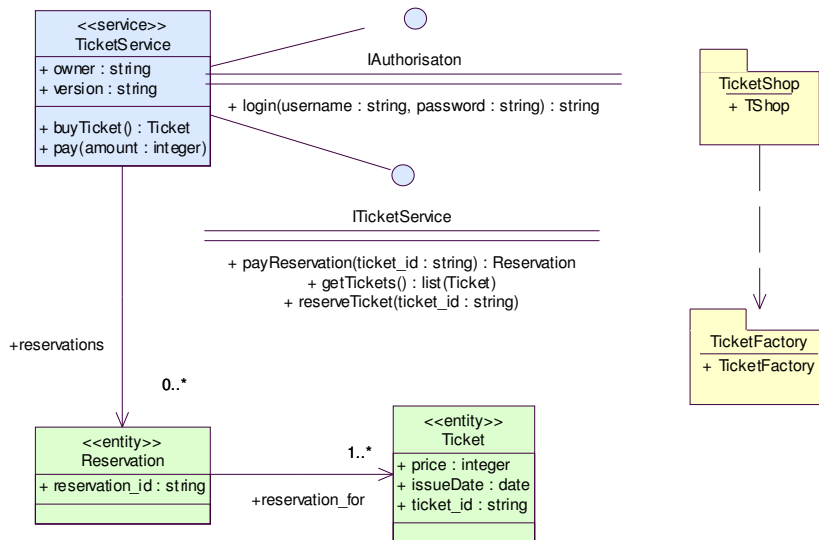 <<service>>
TicketService
+ owner : string
+ version : string
+ buyTicket() : Ticket
+ pay(amount : integer)
IAuthorisaton
+ login(username : string, password : string) : string
ITicketService
+ payReservation(ticket_id : string) : Reservation
+ getTickets() : list(Ticket)
+ reserveTicket(ticket_id : string)
TicketShop
+ TShop
TicketFactory
+ TicketFactory
+reservations
0..*
<<entity>>
Reservation
+ reservation_id : string
1..*
+reservation_for
<<entity>>
Ticket
+ price : integer
+ issueDate : date
+ ticket_id : string